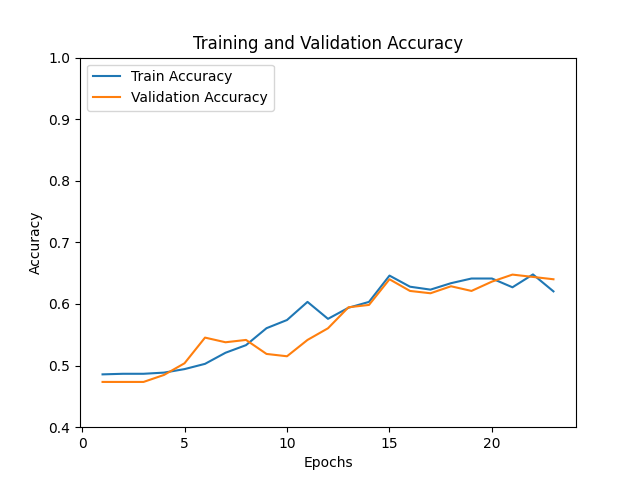 Training and Validation Accuracy
Train Accuracy
Validation Accuracy
1.0
0.9
0.8
0.7
0.6
0.5
0.4
Accuracy
0 5 10 15 20
Epochs